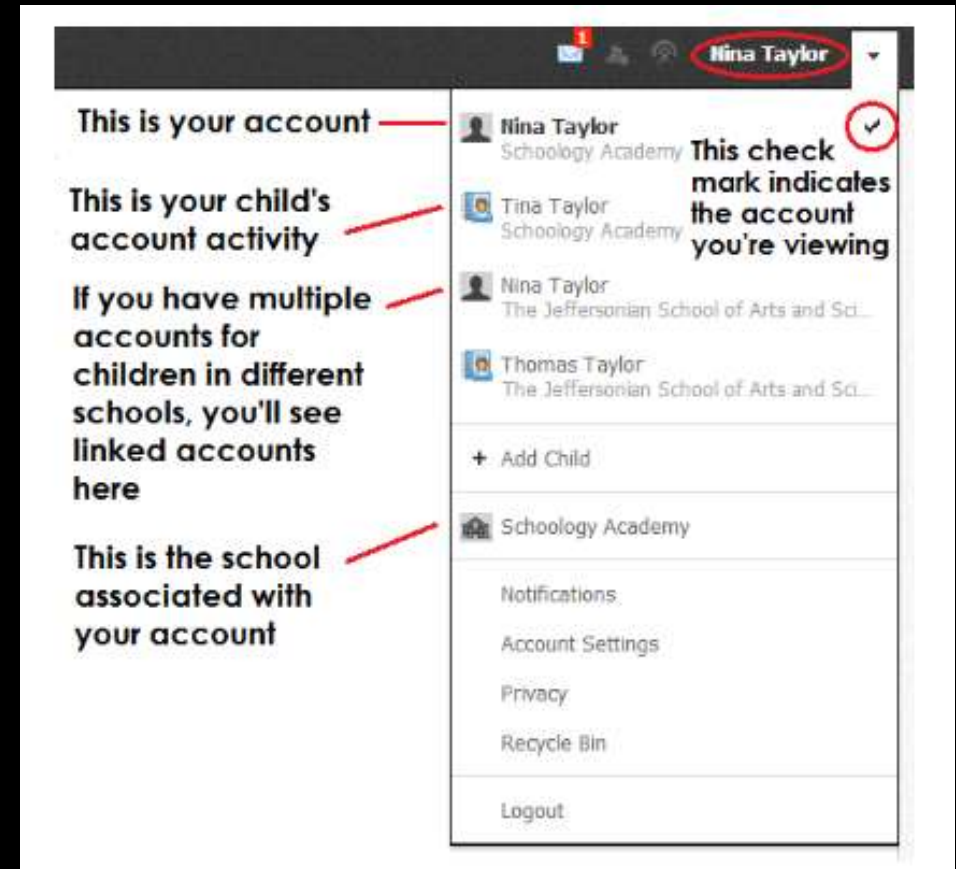 1
Nina Taylor
This is your account
Nina Taylor
Schoology Academy
This check
mark indicates
the account
you're viewing
This is your child's
account activity
Tina Taylor
Schoology Academy
If you have multiple
accounts for
children in different
schools, you'll see
linked accounts
here
Nina Taylor
The Jeffersonian School of Arts and Sci...
Thomas Taylor
The Jeffersonian School of Arts and Sci...
+ Add Child
This is the school
associated with
your account
Schoology Academy
Notifications
Account Settings
Privacy
Recycle Bin
Logout